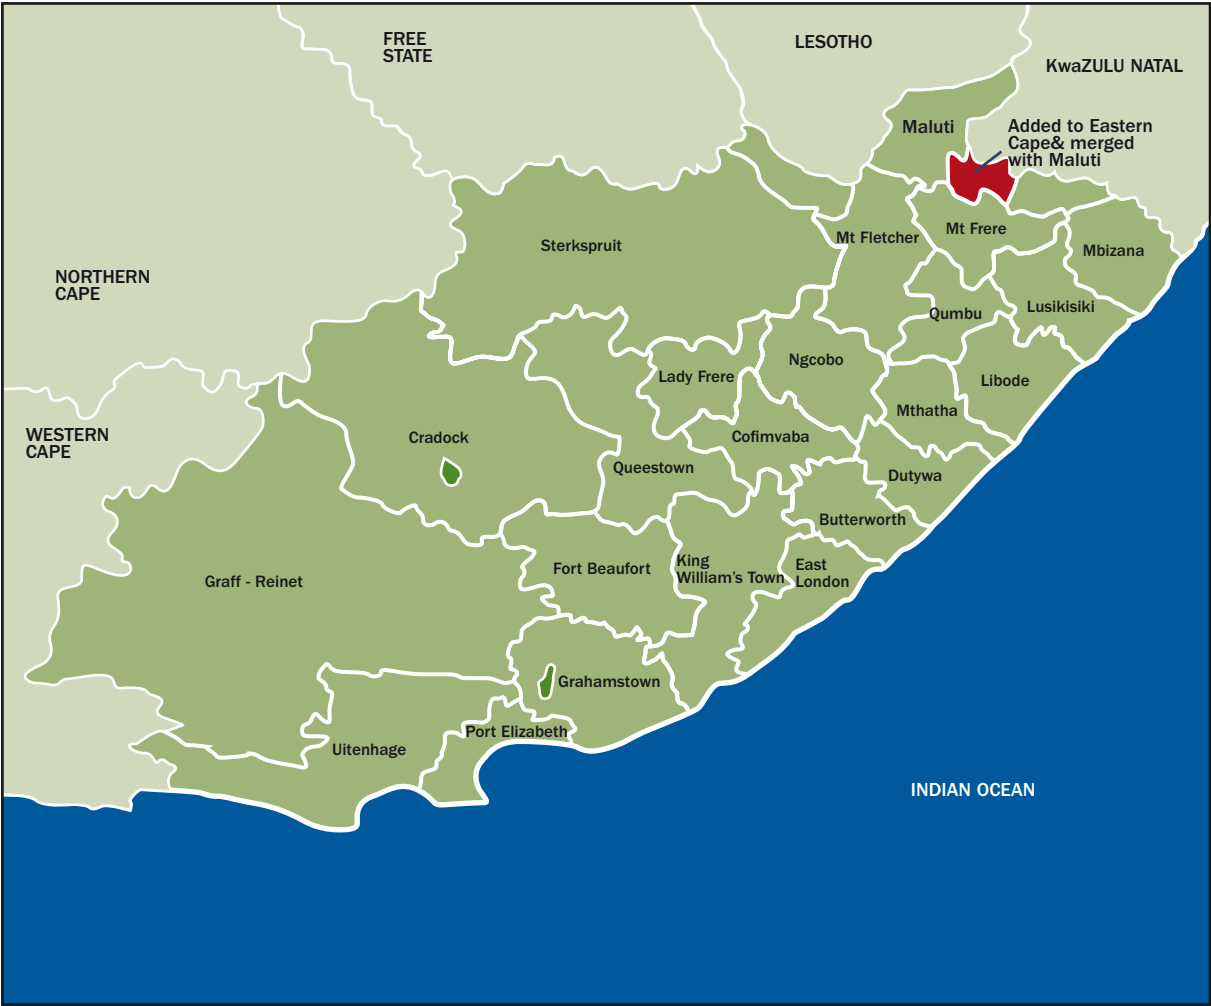 FREE
STATE
LESOTHO
KwaZULU NATAL
Maluti
Added to Eastern
Cape& merged
with Maluti
Mt Frere
Mt Fletcher
Sterkspruit
Mbizana
NORTHERN
CAPE
Qumbu
Lusikisiki
Ngcobo
Lady Frere
Libode
Mthatha
WESTERN
CAPE
Cradock
Cofimvaba
Queestown
Dutywa
Butterworth
Fort Beaufort
King
William's Town
East
London
Graff - Reinet
Grahamstown
Port Elizabeth
Uitenhage
INDIAN OCEAN